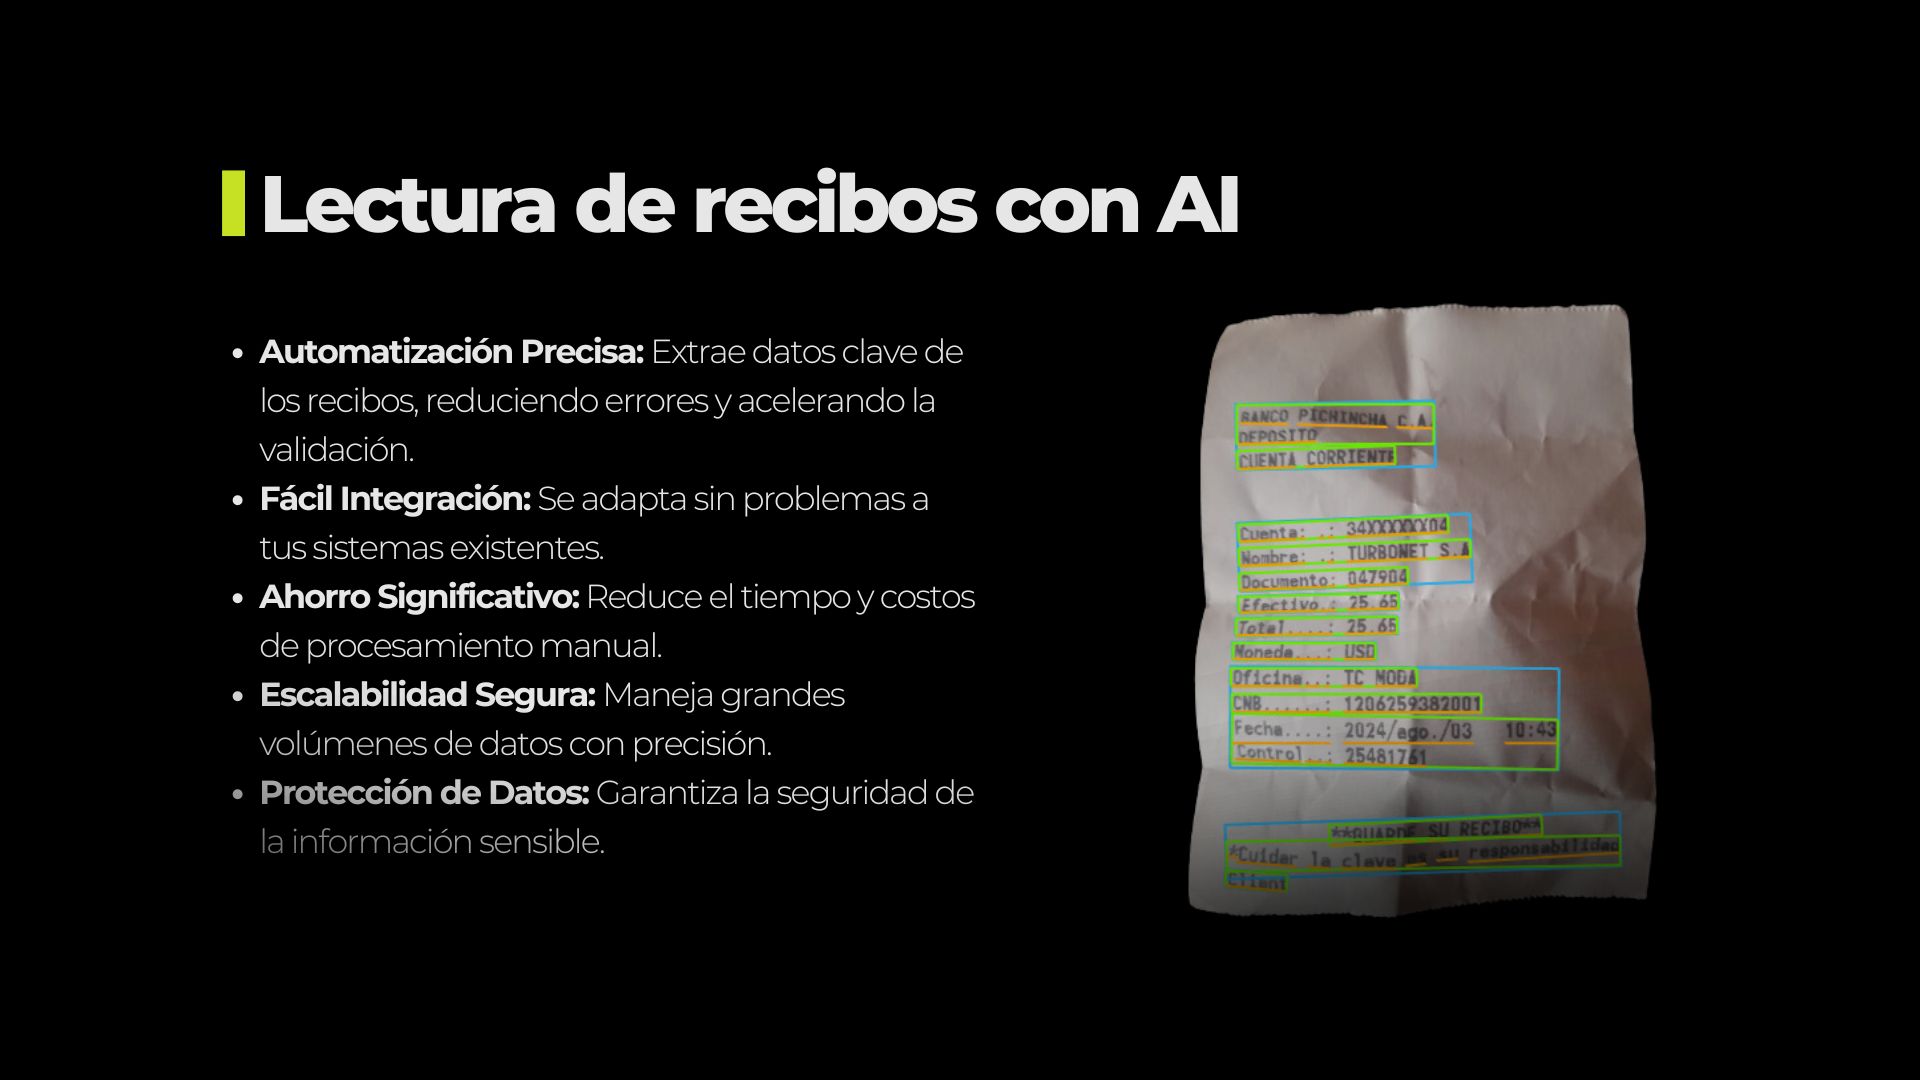 Lectura de recibos con AI
Automatización Precisa: Extrae datos clave de
los recibos, reduciendo errores y acelerando la
validación.
Fácil Integración: Se adapta sin problemas a
tus sistemas existentes.
Ahorro Significativo: Reduce el tiempo y costos
de procesamiento manual.
Escalabilidad Segura: Maneja grandes
volúmenes de datos con precisión.
Protección de Datos: Garantiza la seguridad de
la información sensible.
BANCO PICHINCHA C.A.
DEPOSITO
CUENTA CORRIENTE
Cuenta: .: 34XXXXXX04
Nombre: .: TURBONET S.A
Documento: 047904
Efectivo.: 25.65
Total....: 25.65
Moneda...: USD
Oficina..: TC MODA
CNB......: 1206259382001
Fecha....: 2024/ago./03 10:43
Control..: 25481761
**GUARDE SU RECIBO**
*Cuidar la clave es su responsabilidad
Client